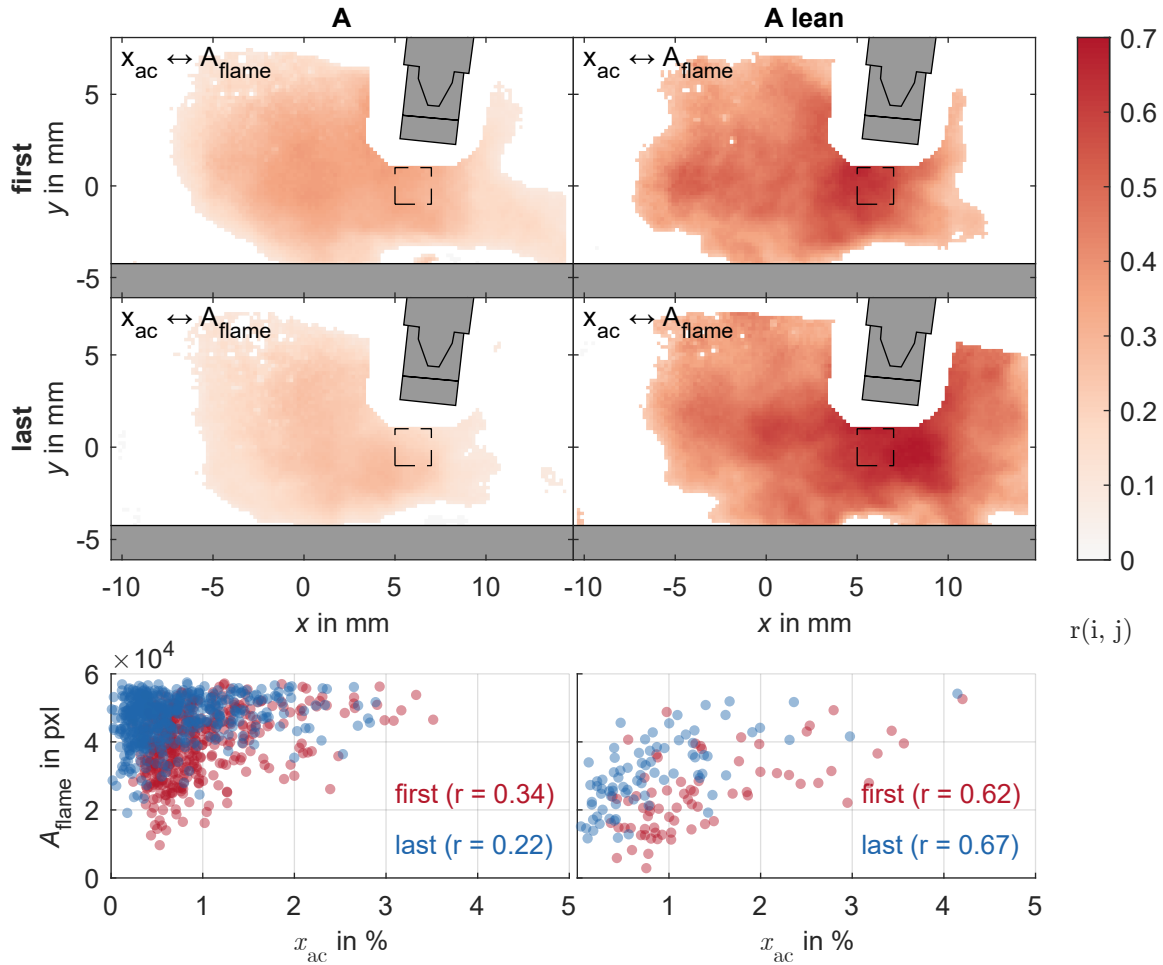 A
A lean
x_ac ↔ A_flame
x_ac ↔ A_flame
first
y in mm
5
0
-5
x_ac ↔ A_flame
x_ac ↔ A_flame
last
y in mm
5
0
-5
-10 -5 0 5 10
-10 -5 0 5 10
x in mm
x in mm
0.7
0.6
0.5
0.4
0.3
0.2
0.1
0
r(i, j)
×10^4
A_flame in pxl
6
4
2
0
first (r = 0.34)
last (r = 0.22)
first (r = 0.62)
last (r = 0.67)
0 1 2 3 4 5
1 2 3 4 5
x_ac in %
x_ac in %